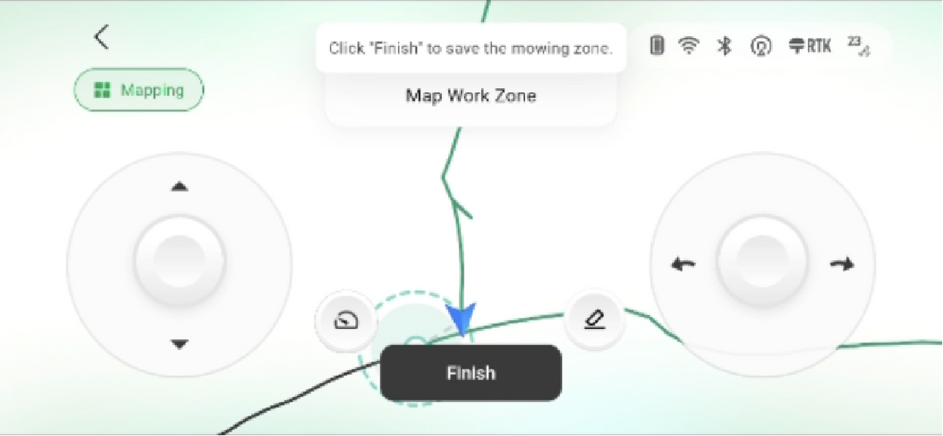 Click "Finish" to save the mowing zone.
RTK
23
Mapping
Map Work Zone
Finish